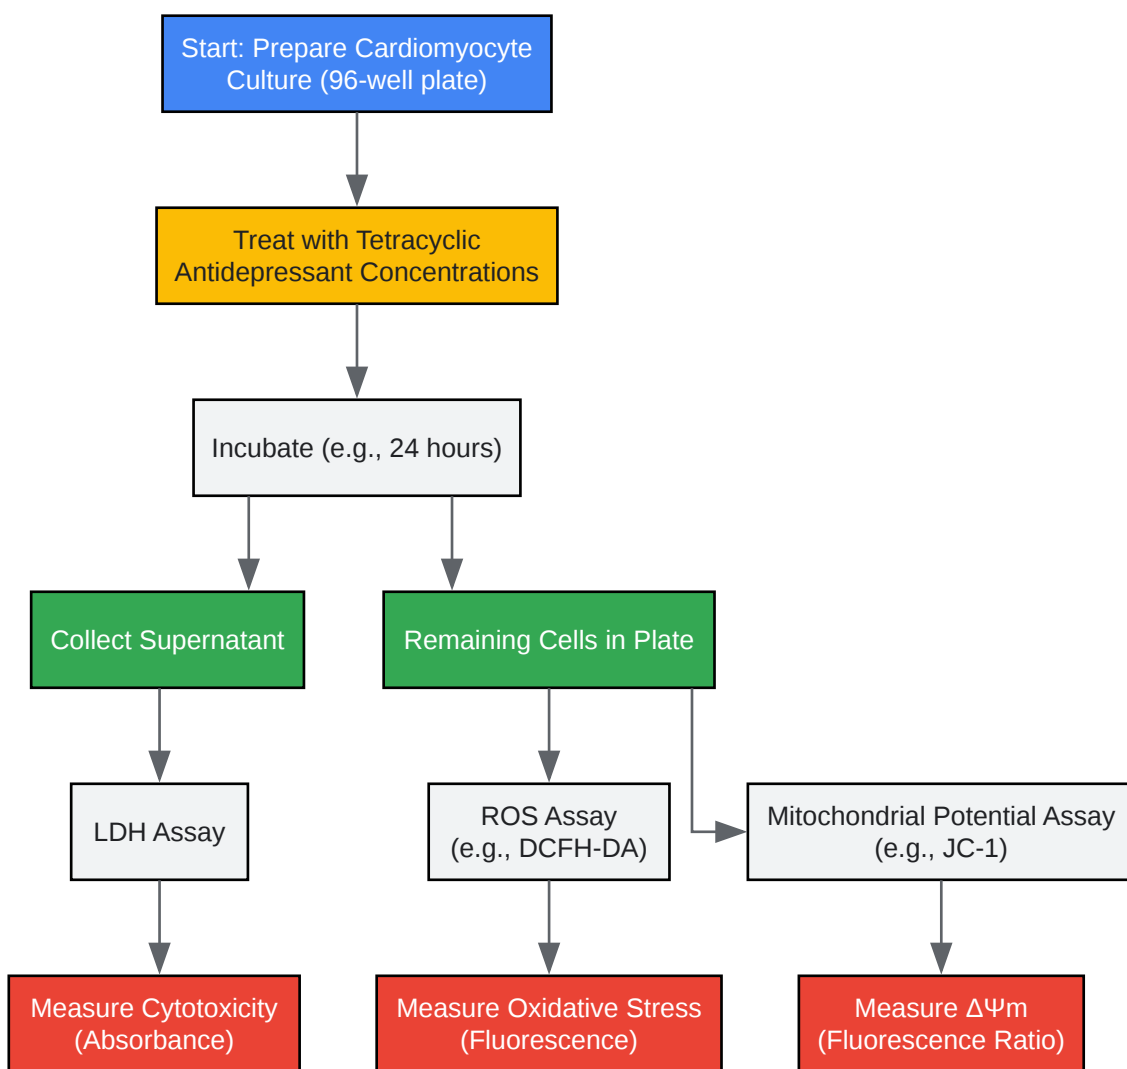 Start: Prepare Cardiomyocyte
Culture (96-well plate)
Treat with Tetracyclic
Antidepressant Concentrations
Incubate (e.g., 24 hours)
Collect Supernatant
Remaining Cells in Plate
LDH Assay
ROS Assay
(e.g., DCFH-DA)
Mitochondrial Potential Assay
(e.g., JC-1)
Measure Cytotoxicity
(Absorbance)
Measure Oxidative Stress
(Fluorescence)
Measure ΔΨm
(Fluorescence Ratio)